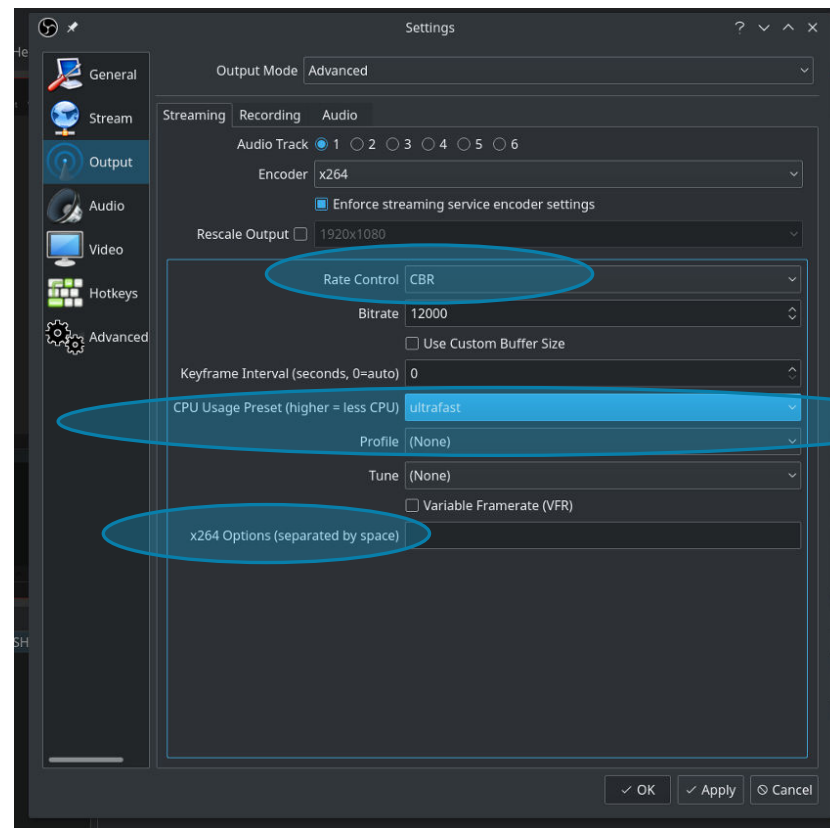 Settings
He
General
Stream
Output
Audio
Video
Hotkeys
Advanced
Output Mode Advanced
Streaming Recording Audio
Audio Track 1 2 3 4 5 6
Encoder x264
Enforce streaming service encoder settings
Rescale Output 1920x1080
Rate Control CBR
Bitrate 12000
Use Custom Buffer Size
Keyframe Interval (seconds, 0=auto) 0
CPU Usage Preset (higher = less CPU) ultrafast
Profile (None)
Tune (None)
Variable Framerate (VFR)
x264 Options (separated by space)
SH
OK Apply Cancel